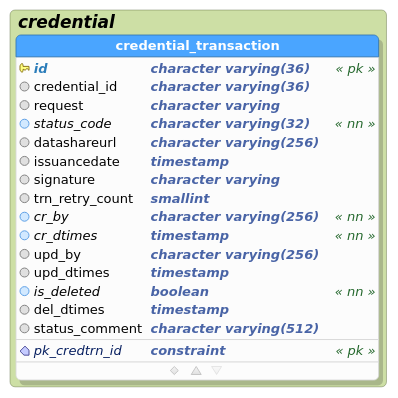 credential
credential_transaction
id character varying(36) « pk »
credential_id character varying(36)
request character varying
status_code character varying(32) « nn »
datashareurl character varying(256)
issuancedate timestamp
signature character varying
trn_retry_count smallint
cr_by character varying(256) « nn »
cr_dtimes timestamp « nn »
upd_by character varying(256)
upd_dtimes timestamp
is_deleted boolean « nn »
del_dtimes timestamp
status_comment character varying(512)
pk_credtrn_id constraint « pk »